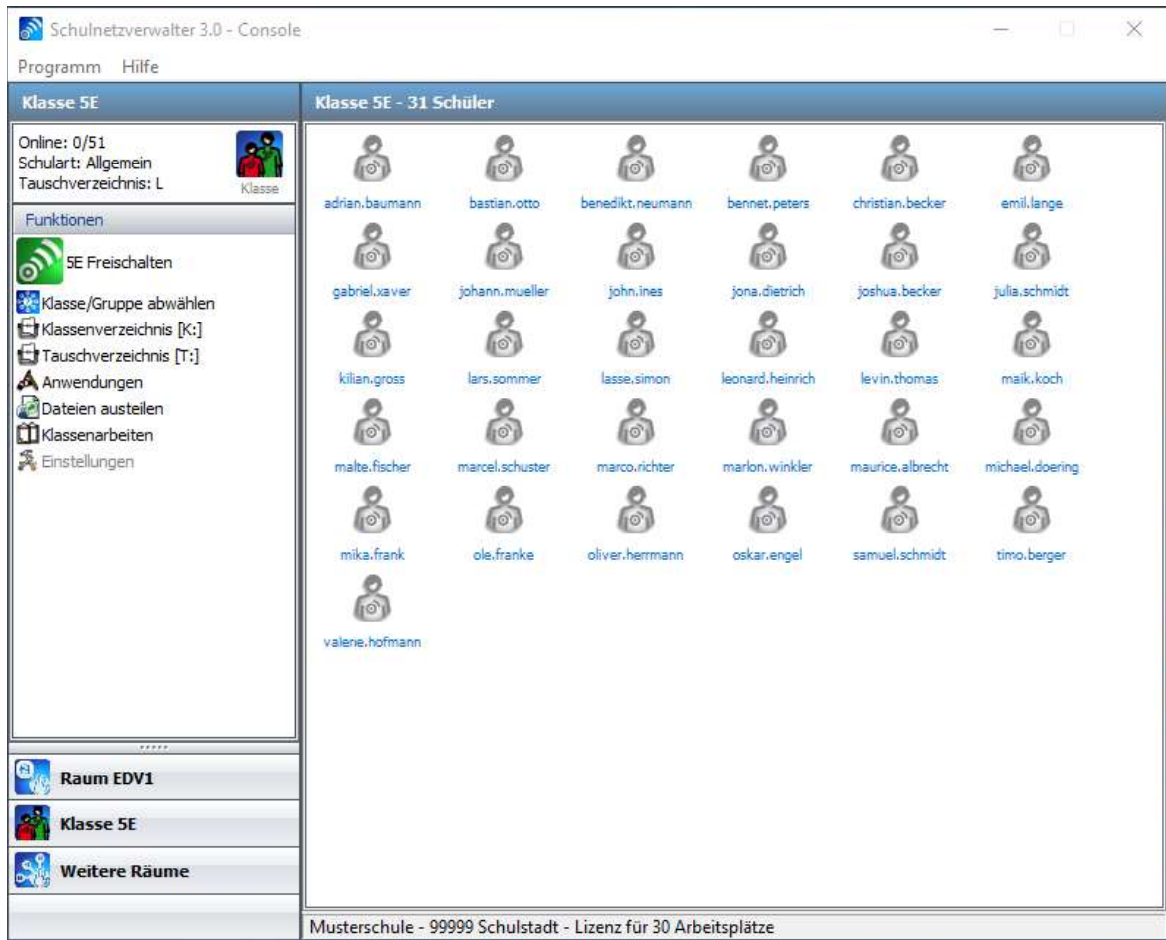 Schulnetzverwalter 3.0 - Console
Programm Hilfe
Klasse 5E
Online: 0/51
Schulart: Allgemein
Tauschverzeichnis: L
Klasse
Funktionen
5E Freischalten
Klasse/Gruppe abwählen
Klassenverzeichnis [K:]
Tauschverzeichnis [T:]
Anwendungen
Dateien austeilen
Klassenarbeiten
Einstellungen
Raum EDV1
Klasse 5E
Weitere Räume
Klasse 5E - 31 Schüler
adrian.baumann bastian.otto benedikt.neumann bennet.peters christian.becker emil.lange
gabriel.xaver johann.mueller john.ines jona.dietrich joshua.becker julia.schmidt
kilian.gross lars.sommer lasse.simon leonard.heinrich levin.thomas maik.koch
malte.fischer marcel.schuster marco.richter marlon.winkler maurice.albrecht michael.doering
mika.frank ole.franke oliver.herrmann oskar.engel samuel.schmidt timo.berger
valerie.hofmann
Musterschule - 99999 Schulstadt - Lizenz für 30 Arbeitsplätze